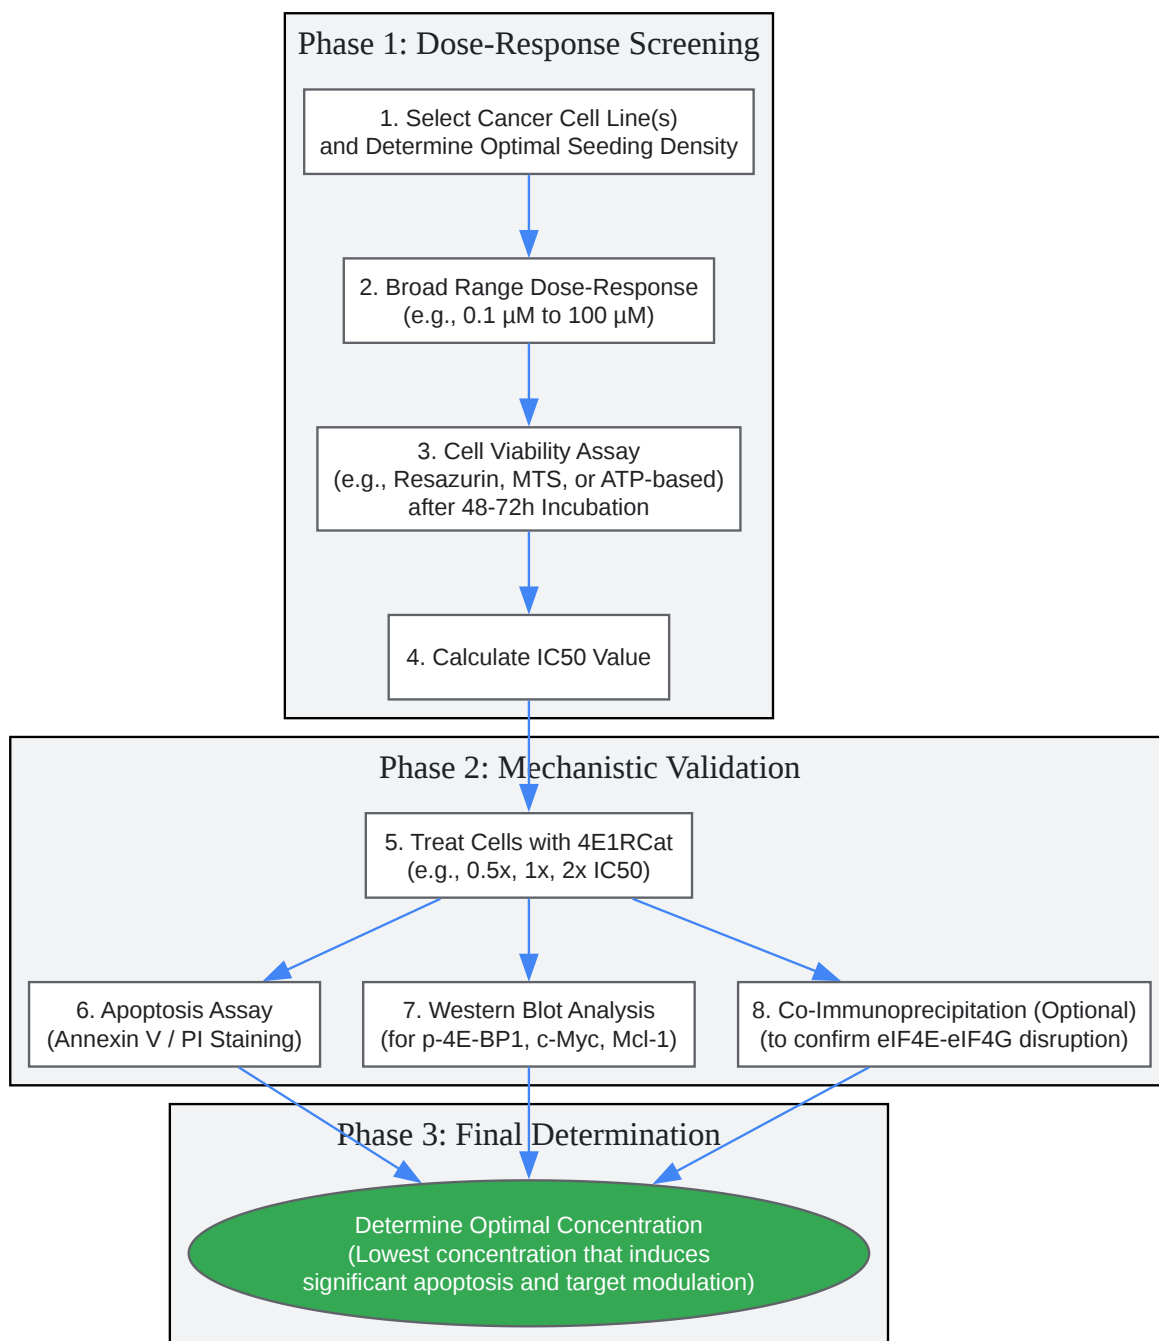 Phase 1: Dose-Response Screening
1. Select Cancer Cell Line(s)
and Determine Optimal Seeding Density
2. Broad Range Dose-Response
(e.g., 0.1 µM to 100 µM)
3. Cell Viability Assay
(e.g., Resazurin, MTS, or ATP-based)
after 48-72h Incubation
4. Calculate IC50 Value
Phase 2: Mechanistic Validation
5. Treat Cells with 4E1RCat
(e.g., 0.5x, 1x, 2x IC50)
6. Apoptosis Assay
(Annexin V / PI Staining)
7. Western Blot Analysis
(for p-4E-BP1, c-Myc, Mcl-1)
8. Co-Immunoprecipitation (Optional)
(to confirm eIF4E-eIF4G disruption)
Phase 3: Final Determination
Determine Optimal Concentration
(Lowest concentration that induces
significant apoptosis and target modulation)